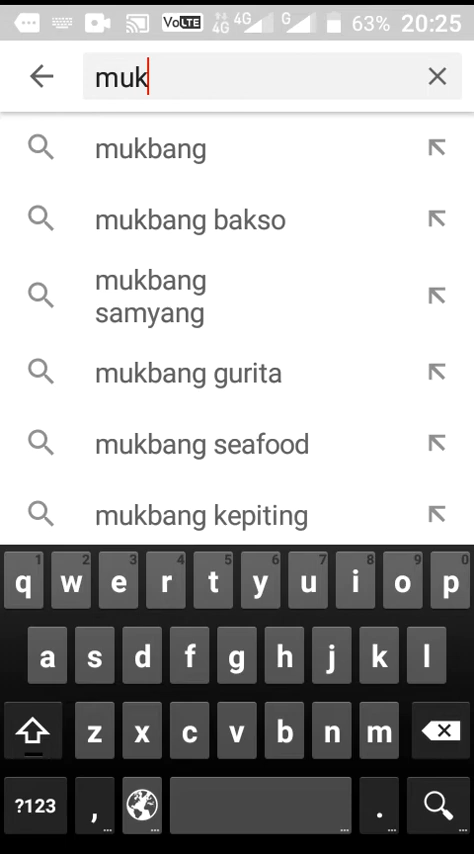 VoLTE 4G 4G G 63% 20:25
muk
mukbang
mukbang bakso
mukbang
samyang
mukbang gurita
mukbang seafood
mukbang kepiting
1 2 3 4 5 6 7 8 9 0
q w e r t y u i o p
a s d f g h j k l
z x c v b n m
?123 , .